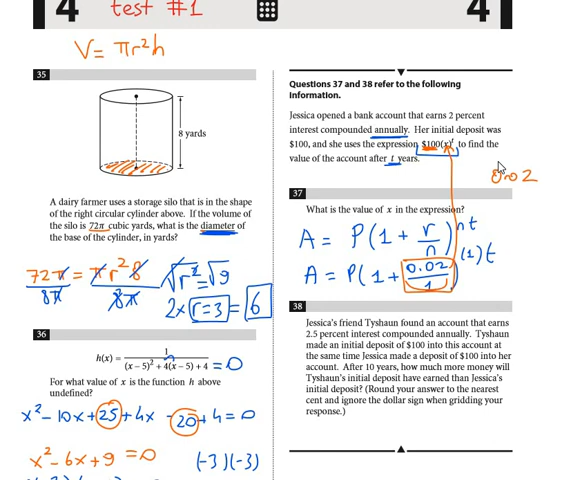 4
test #1
4
V = πr²h
35
8 yards
A dairy farmer uses a storage silo that is in the shape
of the right circular cylinder above. If the volume
of the silo is 72π cubic yards, what is the diameter of
the base of the cylinder, in yards?
72π = πr²8
8π 8π
√r² = √9
2× r=3 = 6
36
h(x) = 1 / (x − 5)² + 4(x − 5) + 4 = 0
For what value of x is the function h above
undefined?
x² − 10x + 25 + 4x − 20 + 4 = 0
x² − 6x + 9 = 0 (−3)(−3)
Questions 37 and 38 refer to the following
information.
Jessica opened a bank account that earns 2 percent
interest compounded annually. Her initial deposit was
$100, and she uses the expression $100(x)ᵗ to find the
value of the account after t years.
0.02
37
What is the value of x in the expression?
A = P(1 + r/n)ⁿᵗ
A = P(1 + 0.02/1)⁽¹⁾ᵗ
38
Jessica's friend Tyshaun found an account that earns
2.5 percent interest compounded annually. Tyshaun
made an initial deposit of $100 into this account at
the same time Jessica made a deposit of $100 into her
account. After 10 years, how much more money will
Tyshaun's initial deposit have earned than Jessica's
initial deposit? (Round your answer to the nearest
cent and ignore the dollar sign when gridding your
response.)